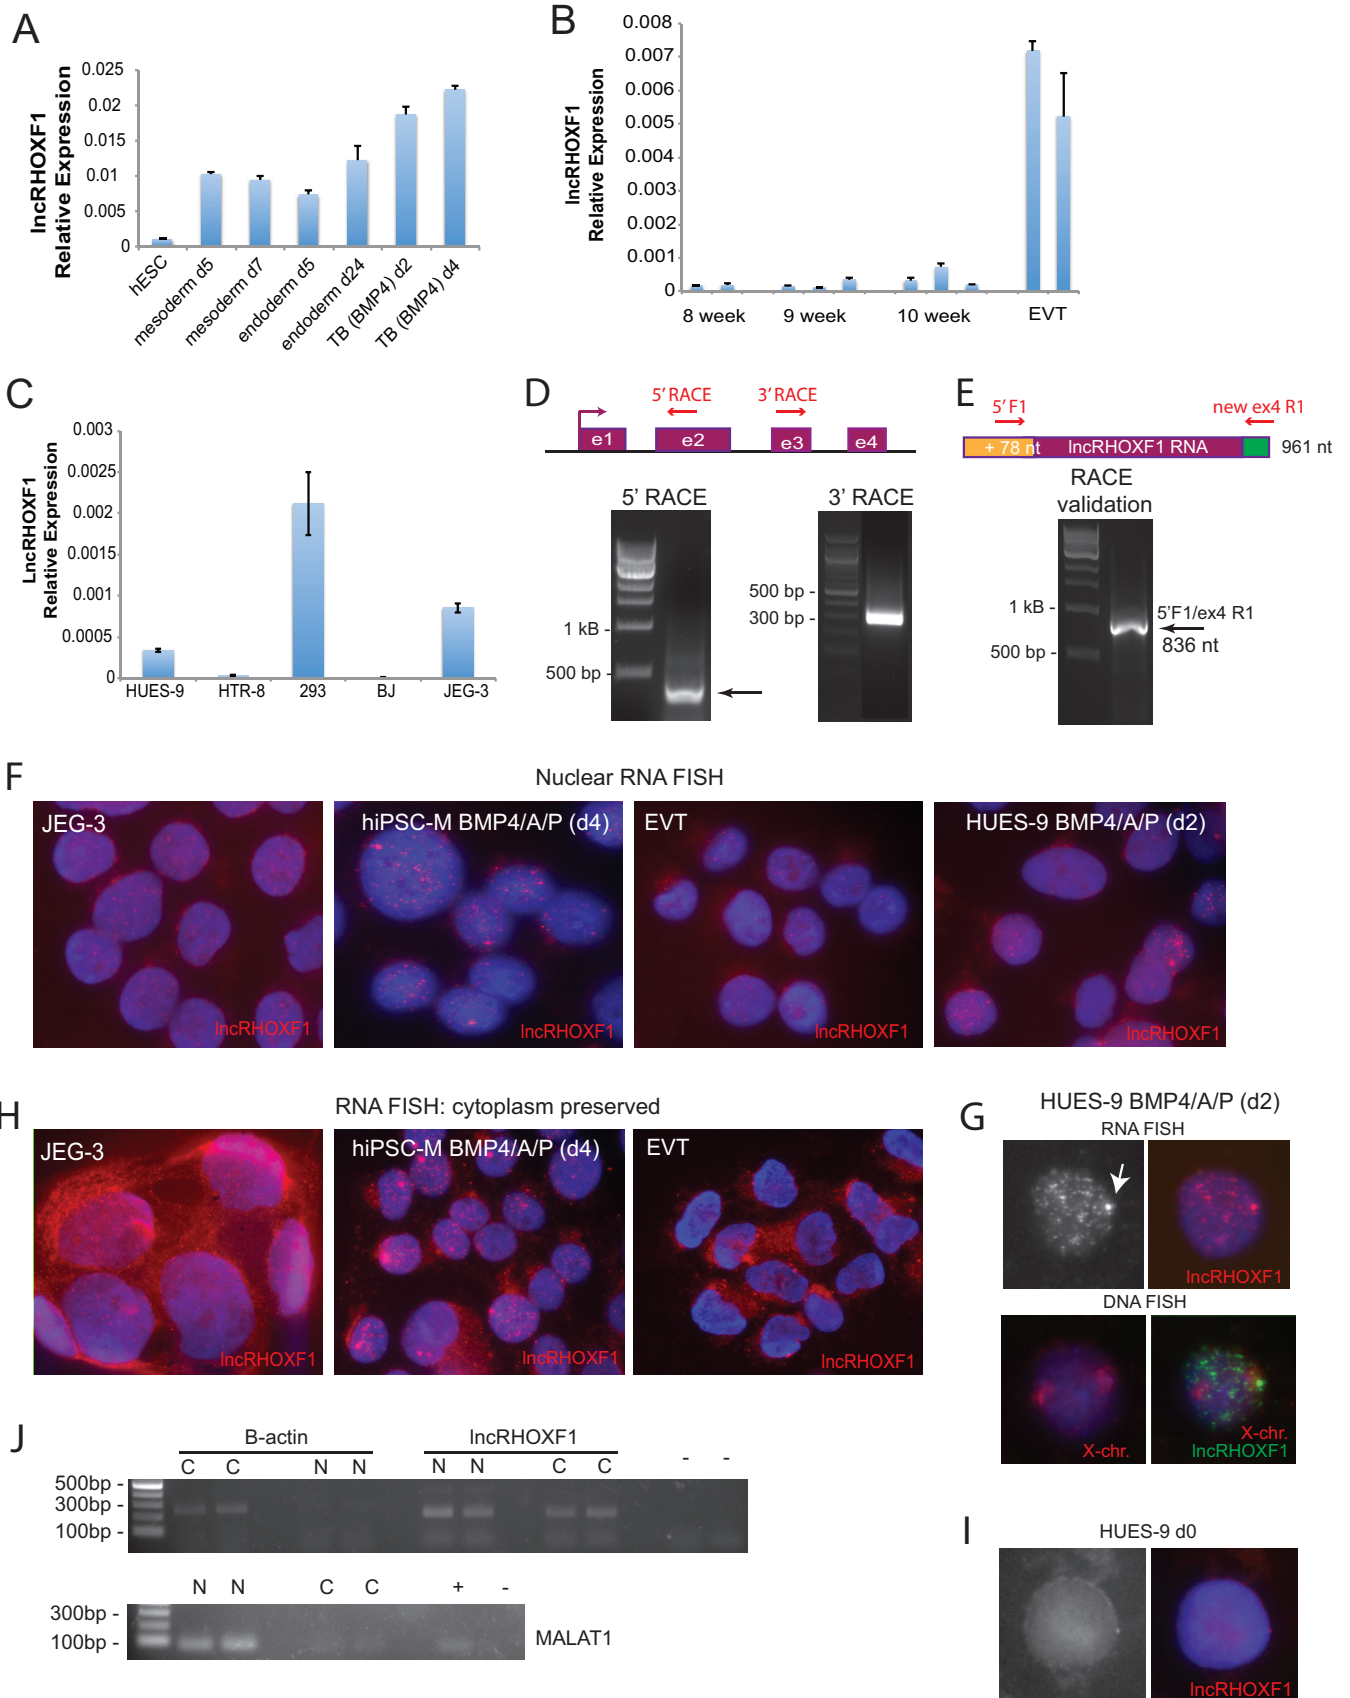 A
lncRHOXF1
Relative Expression
0.025
0.02
0.015
0.01
0.005
0
hESC
mesoderm d5
mesoderm d7
endoderm d5
endoderm d24
TB (BMP4) d2
TB (BMP4) d4
B
lncRHOXF1
Relative Expression
0.008
0.007
0.006
0.005
0.004
0.003
0.002
0.001
0
8 week
9 week
10 week
EVT
C
LncRHOXF1
Relative Expression
0.003
0.0025
0.002
0.0015
0.001
0.0005
0
HUES-9
HTR-8
293
BJ
JEG-3
D
5' RACE
3' RACE
e1
e2
e3
e4
5' RACE
1 kB -
500 bp -
3' RACE
500 bp -
300 bp -
E
5' F1
new ex4 R1
+ 78 nt
lncRHOXF1 RNA
961 nt
RACE
validation
1 kB -
500 bp -
5'F1/ex4 R1
836 nt
F
Nuclear RNA FISH
JEG-3
lncRHOXF1
hiPSC-M BMP4/A/P (d4)
lncRHOXF1
EVT
lncRHOXF1
HUES-9 BMP4/A/P (d2)
lncRHOXF1
H
RNA FISH: cytoplasm preserved
JEG-3
lncRHOXF1
hiPSC-M BMP4/A/P (d4)
lncRHOXF1
EVT
lncRHOXF1
G
HUES-9 BMP4/A/P (d2)
RNA FISH
lncRHOXF1
DNA FISH
X-chr.
X-chr.
lncRHOXF1
J
B-actin
lncRHOXF1
C C N N N N C C - -
500bp -
300bp -
100bp -
N N C C + -
300bp -
100bp -
MALAT1
I
HUES-9 d0
lncRHOXF1